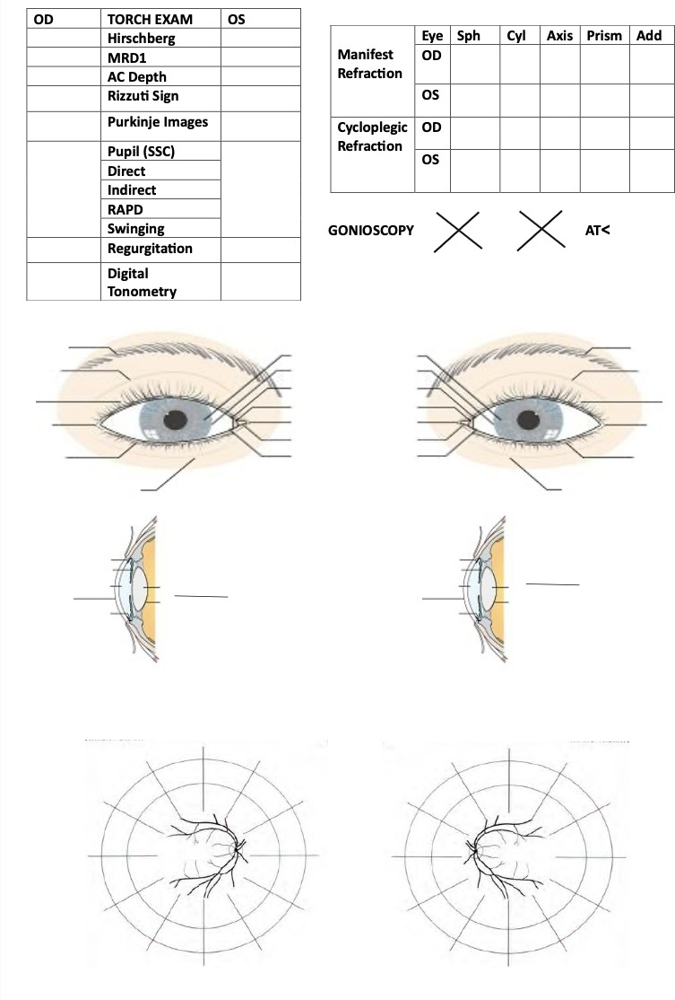 OD TORCH EXAM OS
Hirschberg
MRD1
AC Depth
Rizzuti Sign
Purkinje Images
Pupil (SSC)
Direct
Indirect
RAPD
Swinging
Regurgitation
Digital
Tonometry
Eye Sph Cyl Axis Prism Add
Manifest
Refraction
OD
OS
Cycloplegic
Refraction
OD
OS
GONIOSCOPY AT<